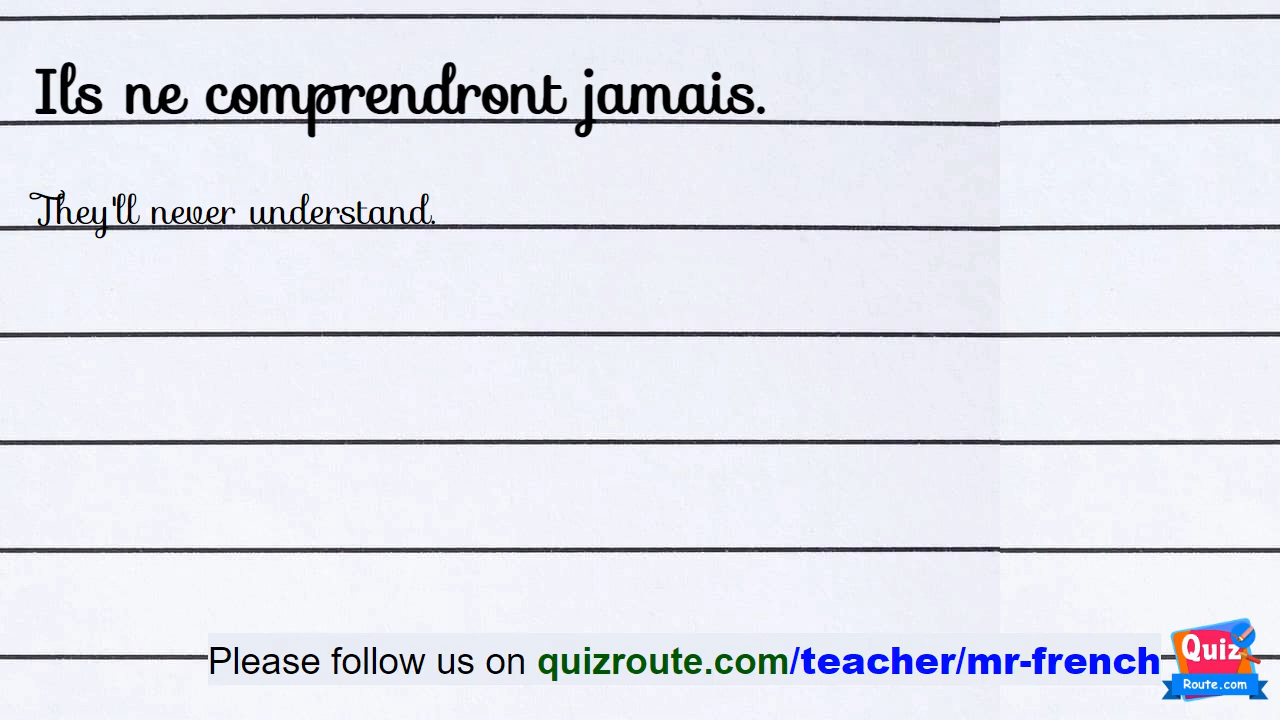 Ils ne comprendront jamais.
They'll never understand.
Please follow us on quizroute.com/teacher/mr-french
Quiz
Route.com